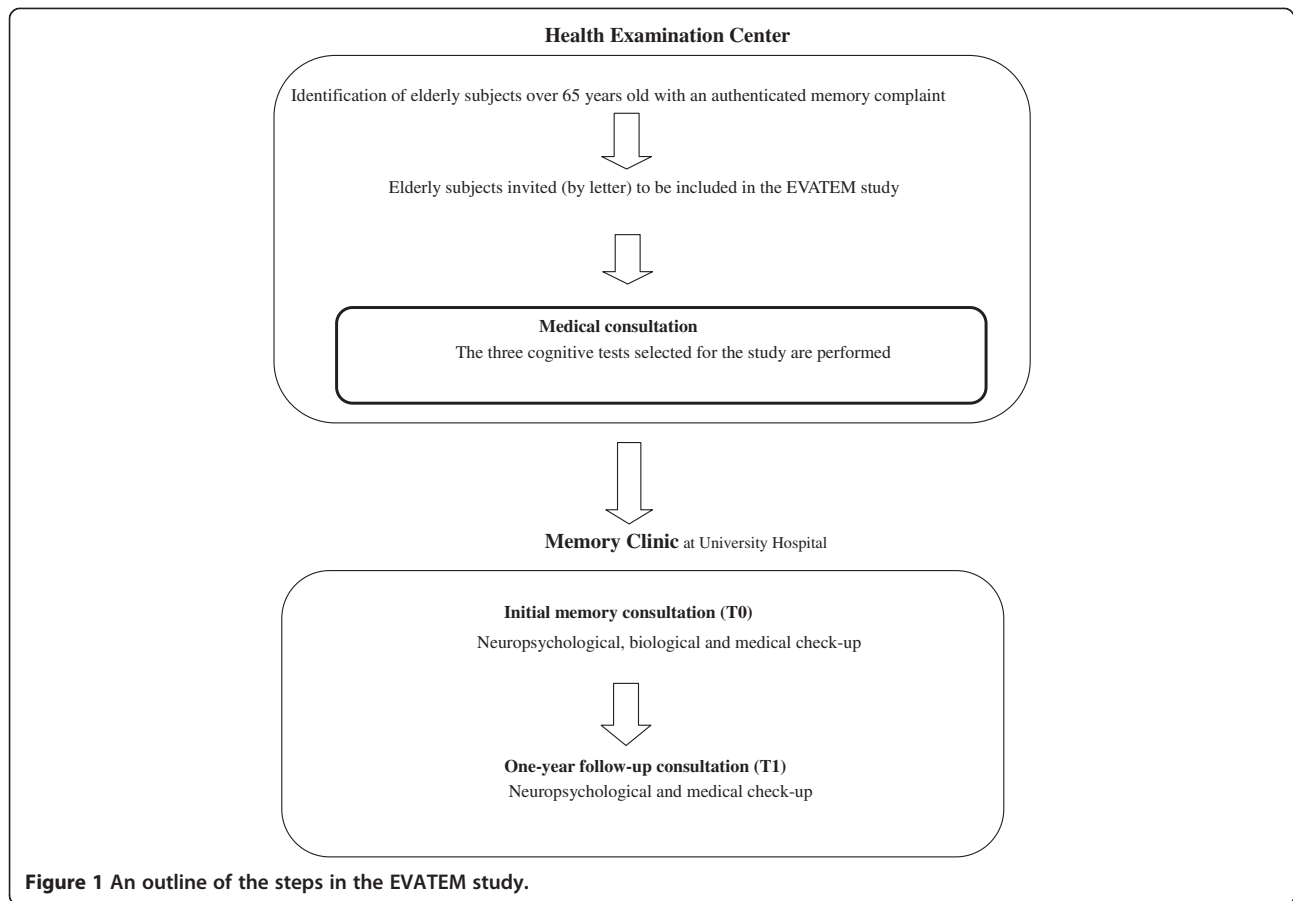 Health Examination Center
Identification of elderly subjects over 65 years old with an authenticated memory complaint
Elderly subjects invited (by letter) to be included in the EVATEM study
Medical consultation
The three cognitive tests selected for the study are performed
Memory Clinic at University Hospital
Initial memory consultation (T0)
Neuropsychological, biological and medical check-up
One-year follow-up consultation (T1)
Neuropsychological and medical check-up
Figure 1 An outline of the steps in the EVATEM study.